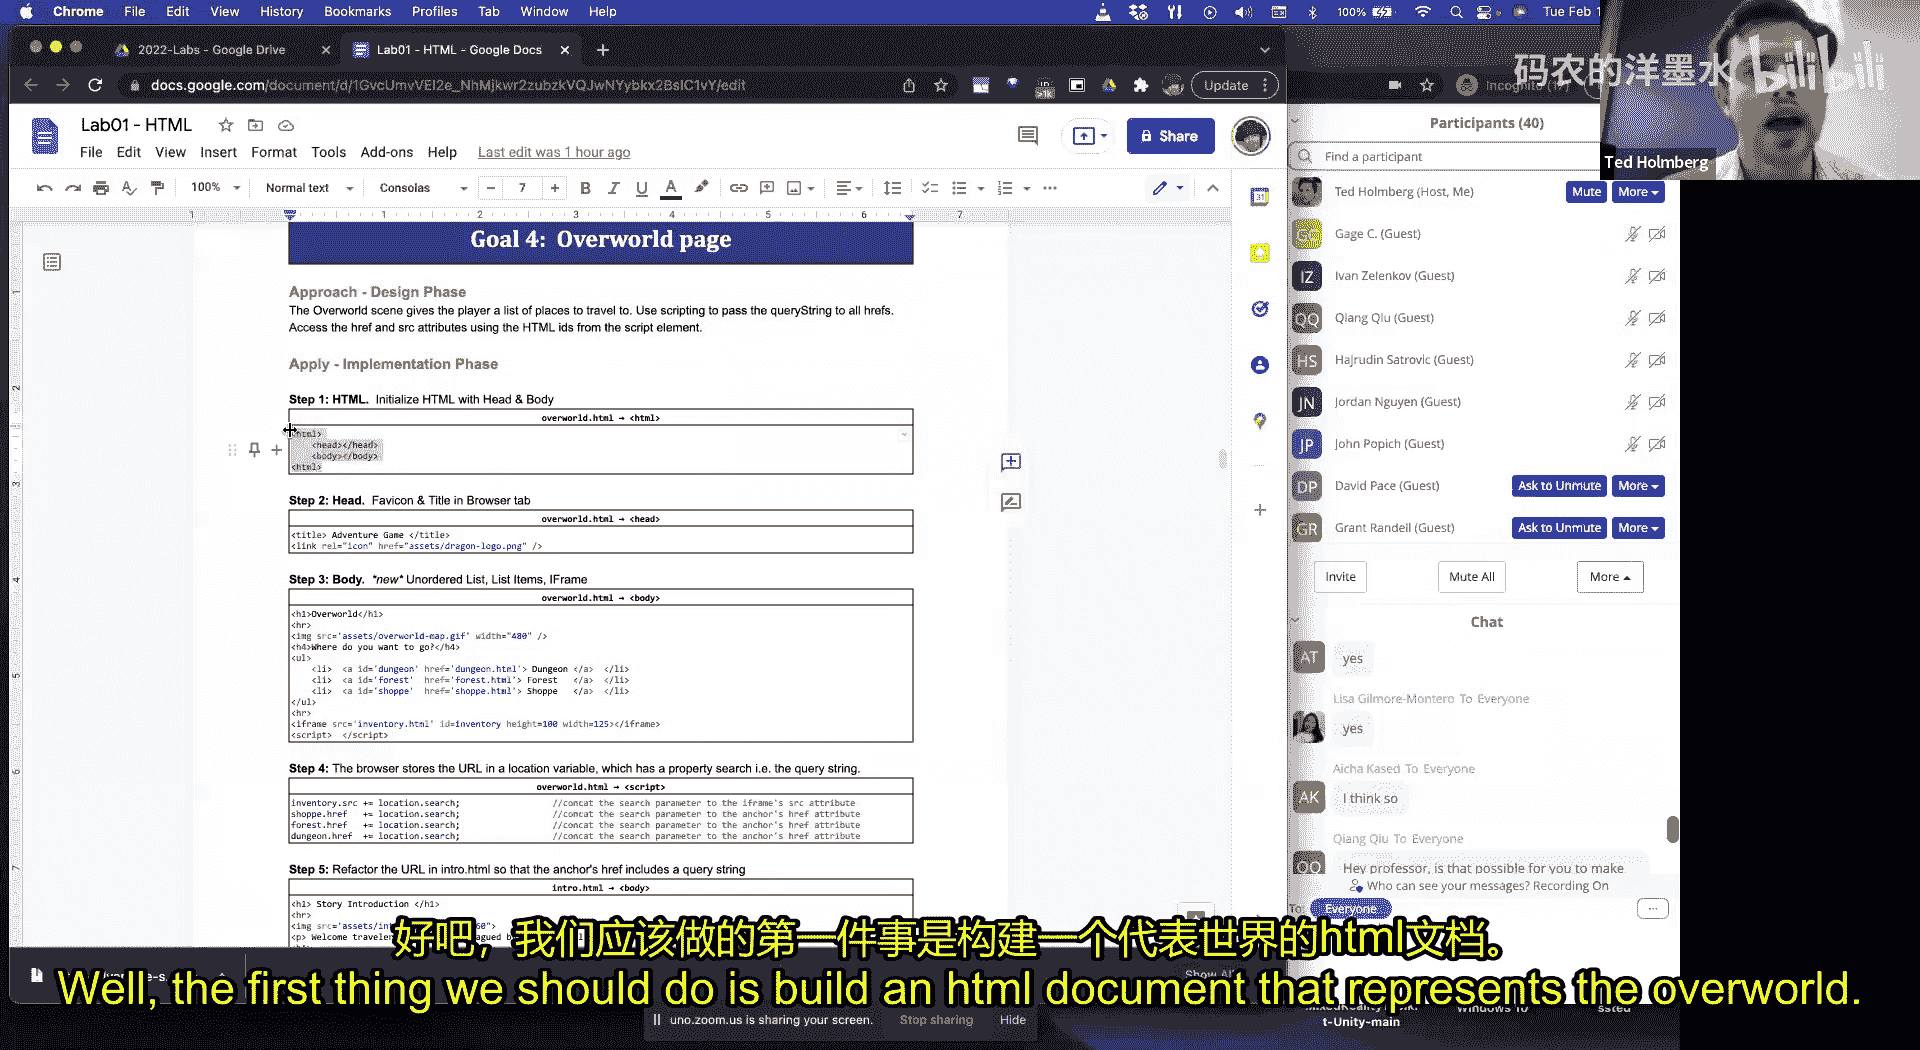 Chrome File Edit View History Bookmarks Profiles Tab Window Help
100%
Tue Feb 1
2022-Labs - Google Drive
Lab01 - HTML - Google Docs
docs.google.com/document/d/1GvcUmvVEI2e_NhMjkwr2zubzkVQJwNYybkx2BsIC1vY/edit
Update
码农的洋墨水
bilibili
Lab01 - HTML
File Edit View Insert Format Tools Add-ons Help
Last edit was 1 hour ago
Share
100% Normal text Consolas 7
B I U A
Goal 4: Overworld page
Approach - Design Phase
The Overworld scene gives the player a list of places to travel to. Use scripting to pass the queryString to all hrefs.
Access the href and src attributes using the HTML ids from the script element.
Apply - Implementation Phase
Step 1: HTML. Initialize HTML with Head & Body
overworld.html → <html>
<html>
<head></head>
<body></body>
<html>
Step 2: Head. Favicon & Title in Browser tab
overworld.html → <head>
<title> Adventure Game </title>
<link rel="icon" href="assets/dragon-logo.png" />
Step 3: Body. *new* Unordered List, List Items, IFrame
overworld.html → <body>
<h1>Overworld</h1>
<hr>
<img src='assets/overworld-map.gif' width="480" />
<h4>Where do you want to go?</h4>
<ul>
<li> <a id='dungeon' href='dungeon.html'> Dungeon </a> </li>
<li> <a id='forest' href='forest.html'> Forest </a> </li>
<li> <a id='shoppe' href='shoppe.html'> Shoppe </a> </li>
</ul>
<hr>
<iframe src='inventory.html' id=inventory height=100 width=125></iframe>
<script> </script>
Step 4: The browser stores the URL in a location variable, which has a property search i.e. the query string.
overworld.html → <script>
inventory.src += location.search; //concat the search parameter to the iframe's src attribute
shoppe.href += location.search; //concat the search parameter to the anchor's href attribute
forest.href += location.search; //concat the search parameter to the anchor's href attribute
dungeon.href += location.search; //concat the search parameter to the anchor's href attribute
Step 5: Refactor the URL in intro.html so that the anchor's href includes a query string
intro.html → <body>
<h1> Story Introduction </h1>
<hr>
Participants (40)
Find a participant
Ted Holmberg
Ted Holmberg (Host, Me) Mute More
Gage C. (Guest)
IZ Ivan Zelenkov (Guest)
QQ Qiang Qiu (Guest)
HS Hajrudin Satrovic (Guest)
JN Jordan Nguyen (Guest)
JP John Popich (Guest)
DP David Pace (Guest) Ask to Unmute More
GR Grant Randell (Guest) Ask to Unmute More
Invite Mute All More
Chat
AT yes
Lisa Gilmore-Montero To Everyone
yes
Aicha Kased To Everyone
AK I think so
Qiang Qiu To Everyone
Hey professor, is that possible for you to make
Who can see your messages? Recording On
To: Everyone
好吧，我们应该做的第一件事是构建一个代表世界的html文档。
Well, the first thing we should do is build an html document that represents the overworld.
uno.zoom.us is sharing your screen. Stop sharing Hide
t-Unity-main